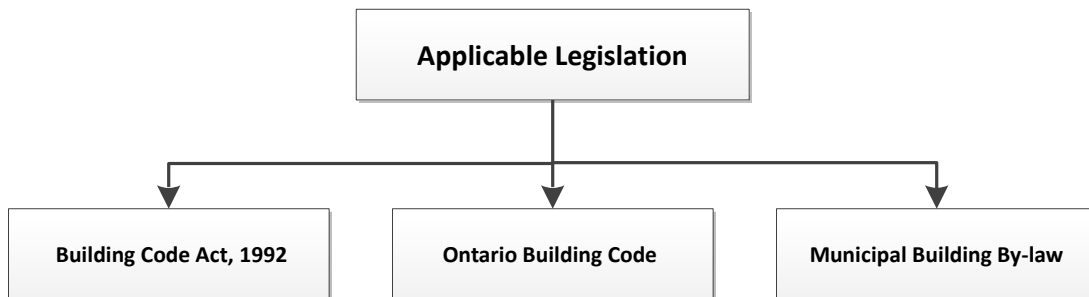 Applicable Legislation
Building Code Act, 1992
Ontario Building Code
Municipal Building By-law